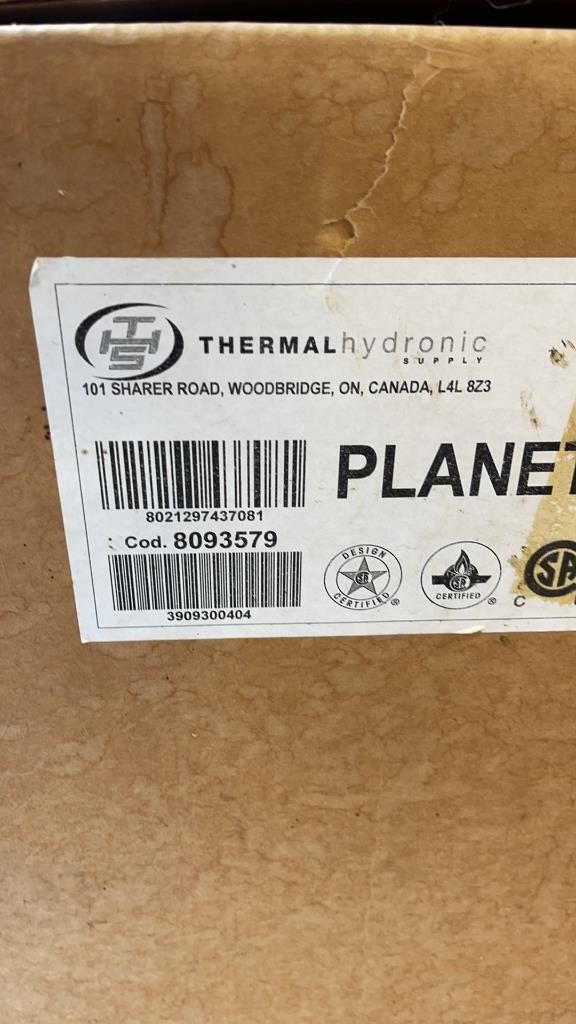 THS
THERMALhydronic
SUPPLY
101 SHARER ROAD, WOODBRIDGE, ON, CANADA, L4L 8Z3
PLANET
8021297437081
Cod. 8093579
3909300404
DESIGN
CERTIFIED
®
CERTIFIED
®
C